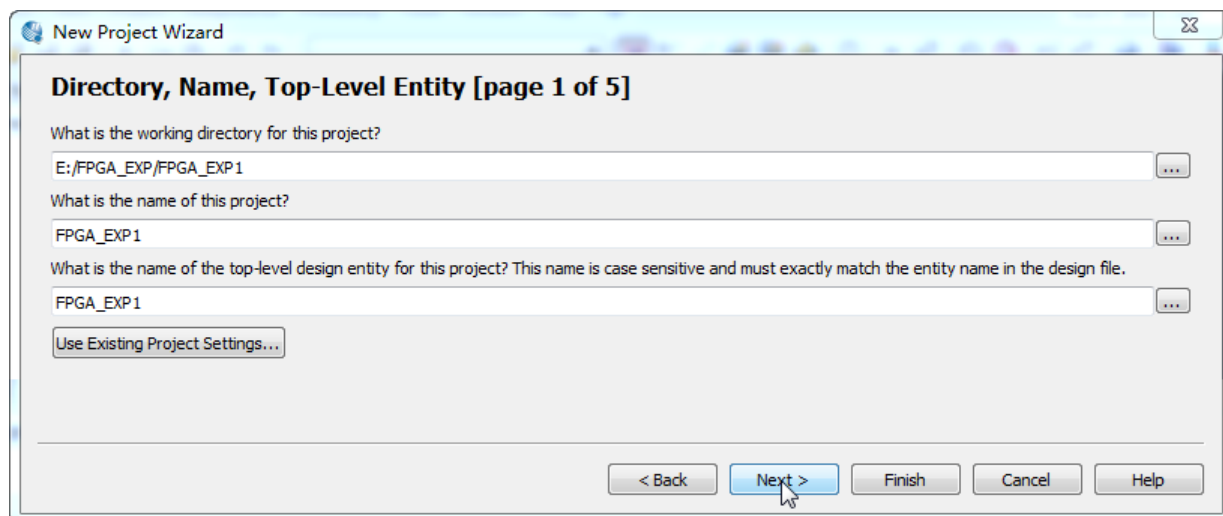 New Project Wizard
Directory, Name, Top-Level Entity [page 1 of 5]
What is the working directory for this project?
E:/FPGA_EXP/FPGA_EXP1
...
What is the name of this project?
FPGA_EXP1
...
What is the name of the top-level design entity for this project? This name is case sensitive and must exactly match the entity name in the design file.
FPGA_EXP1
...
Use Existing Project Settings...
< Back Next > Finish Cancel Help